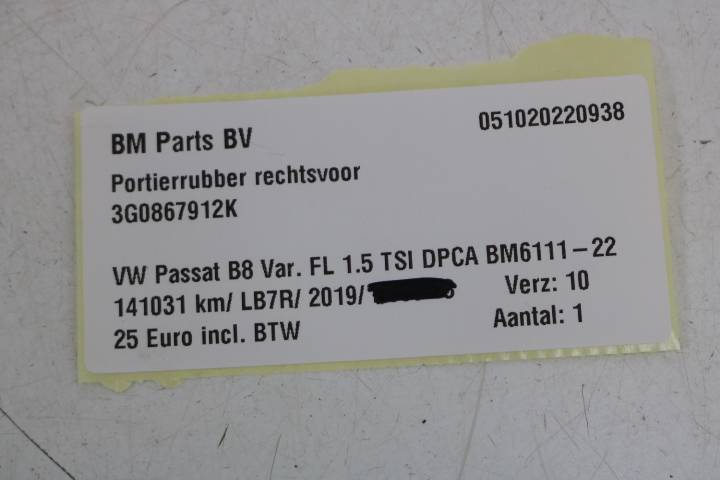 BM Parts BV
051020220938
Portierrubber rechtsvoor
3G0867912K
VW Passat B8 Var. FL 1.5 TSI DPCA BM6111-22
141031 km/ LB7R/ 2019/
Verz: 10
25 Euro incl. BTW
Aantal: 1